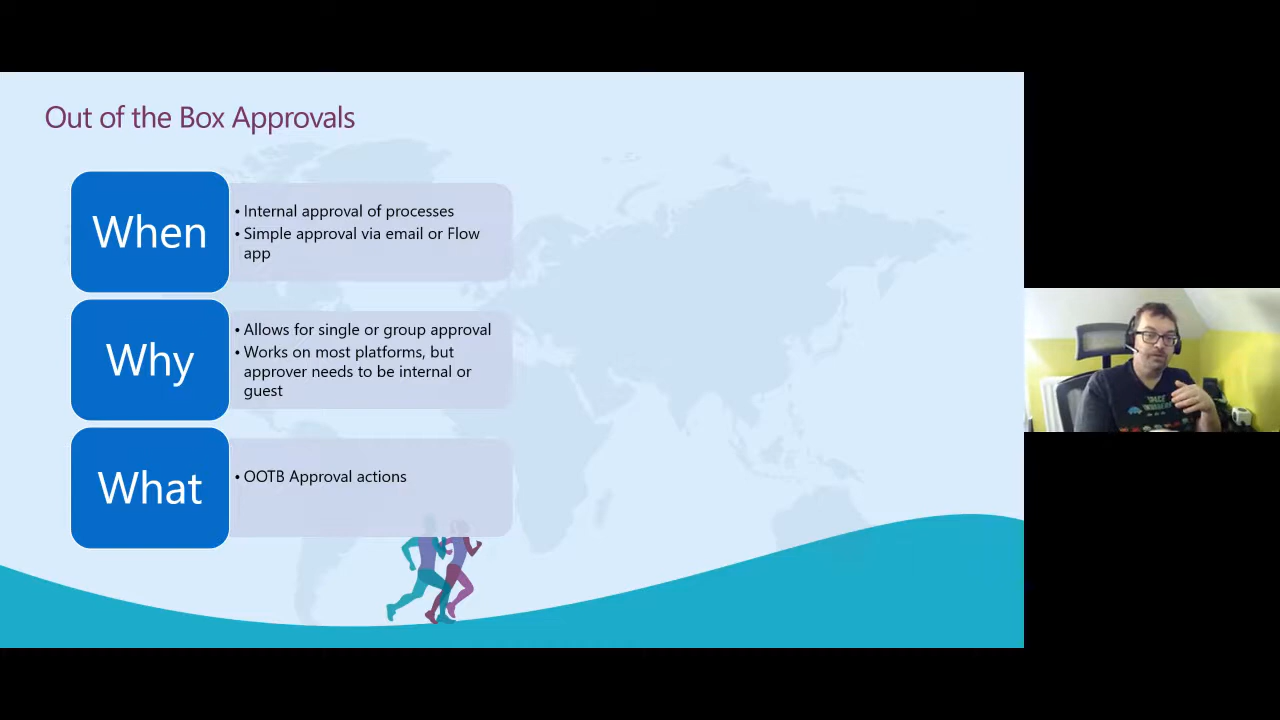 Out of the Box Approvals
When
• Internal approval of processes
• Simple approval via email or Flow
app
Why
• Allows for single or group approval
• Works on most platforms, but
approver needs to be internal or
guest
What
• OOTB Approval actions
SPACE
INVADERS